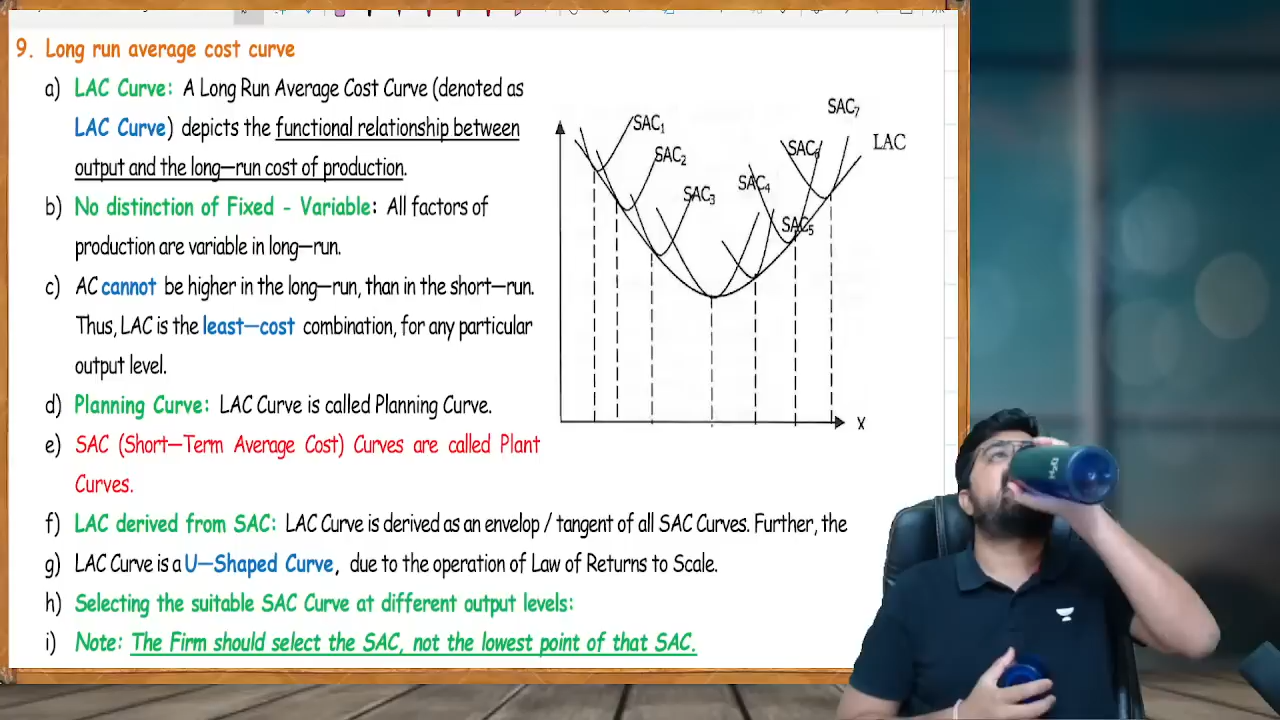 9. Long run average cost curve
a) LAC Curve: A Long Run Average Cost Curve (denoted as
LAC Curve) depicts the functional relationship between
output and the long—run cost of production.
b) No distinction of Fixed - Variable: All factors of
production are variable in long—run.
c) AC cannot be higher in the long—run, than in the short—run.
Thus, LAC is the least—cost combination, for any particular
output level.
d) Planning Curve: LAC Curve is called Planning Curve.
e) SAC (Short—Term Average Cost) Curves are called Plant
Curves.
f) LAC derived from SAC: LAC Curve is derived as an envelop / tangent of all SAC Curves. Further, the
g) LAC Curve is a U—Shaped Curve, due to the operation of Law of Returns to Scale.
h) Selecting the suitable SAC Curve at different output levels:
i) Note: The Firm should select the SAC, not the lowest point of that SAC.
SAC₁
SAC₂
SAC₃
SAC₄
SAC₅
SAC₆
SAC₇
LAC
X
H₂O